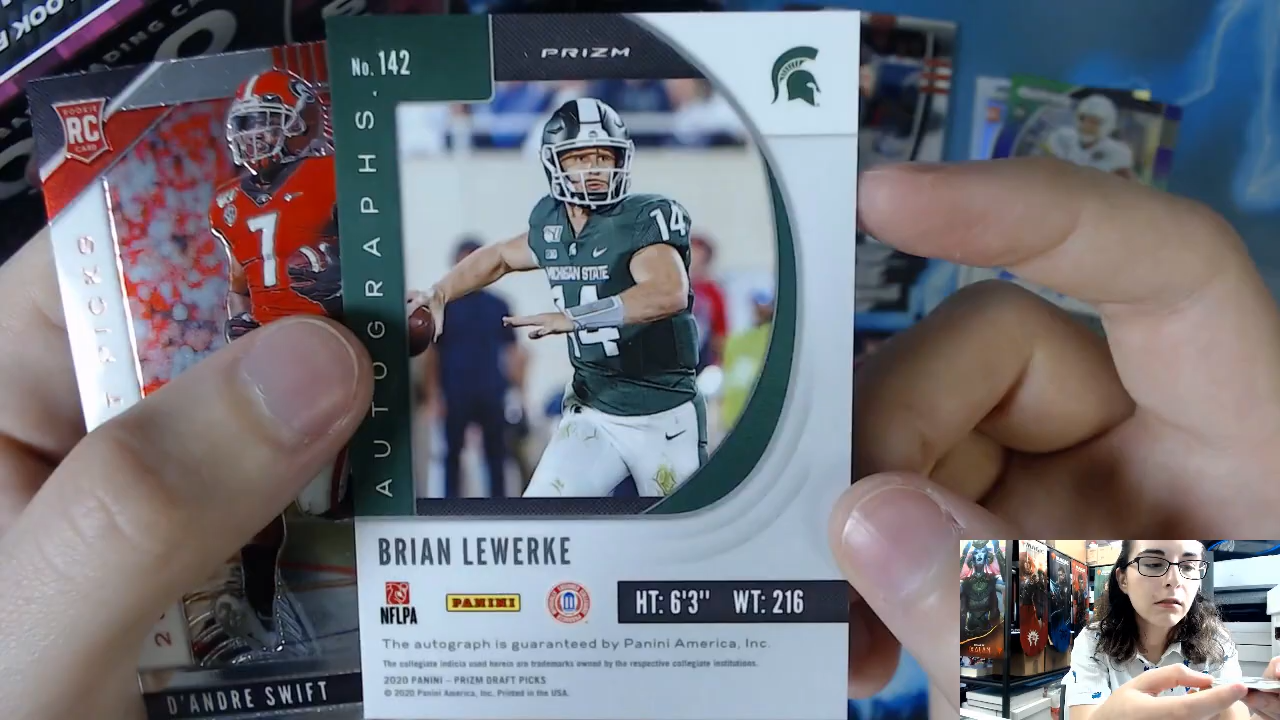 No. 142
PRIZM
AUTOGRAPHS
14
MICHIGAN STATE
14
BRIAN LEWERKE
NFLPA
PANINI
HT: 6'3" WT: 216
The autograph is guaranteed by Panini America, Inc.
The collegiate indicia used herein are trademarks owned by the respective collegiate institutions.
2020 PANINI – PRIZM DRAFT PICKS
© 2020 Panini America, Inc. Printed in the USA.
ROOKIE
RC
CARD
7
PICKS
D'ANDRE SWIFT